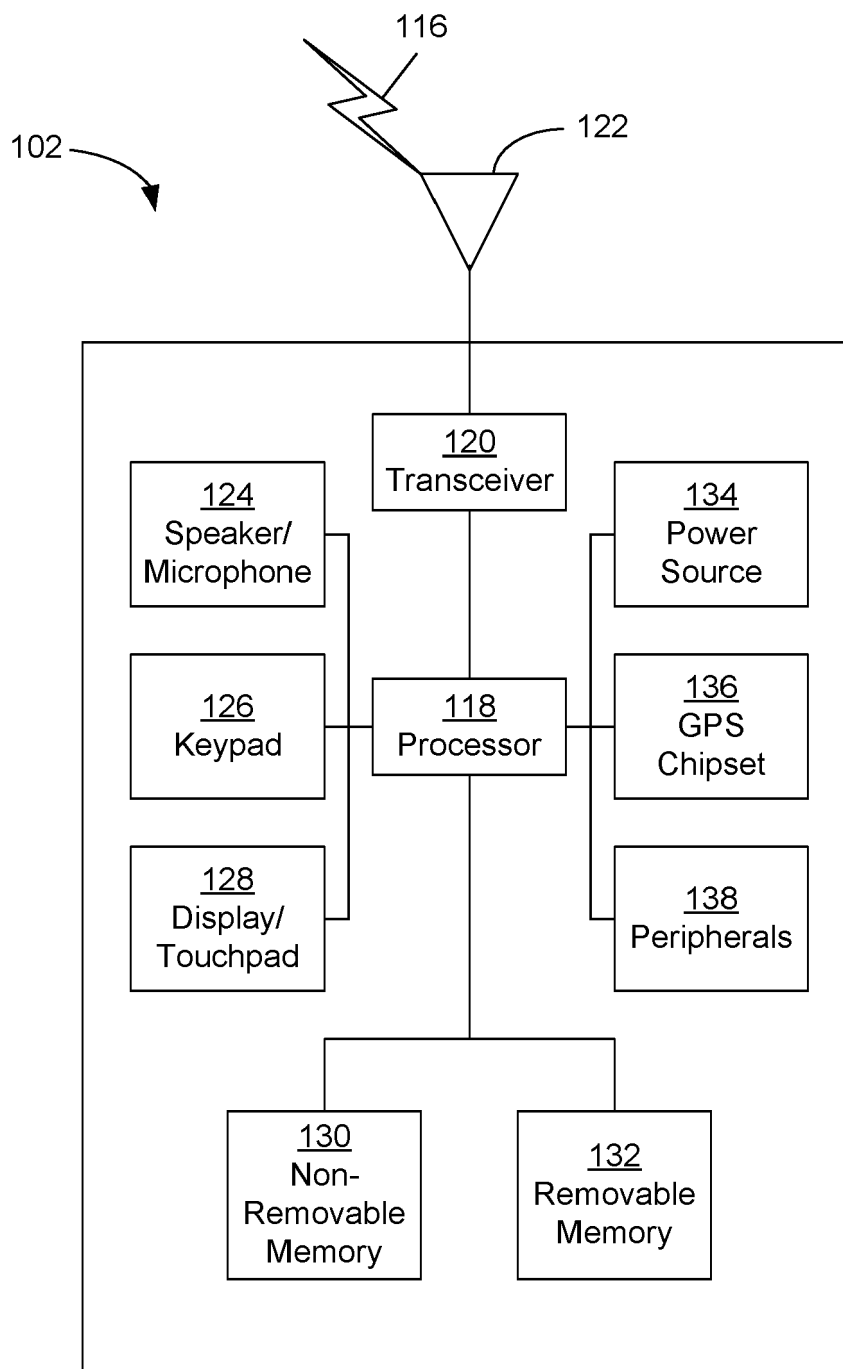 116
122
102
120
Transceiver
124
Speaker/
Microphone
134
Power
Source
126
Keypad
118
Processor
136
GPS
Chipset
128
Display/
Touchpad
138
Peripherals
130
Non-
Removable
Memory
132
Removable
Memory